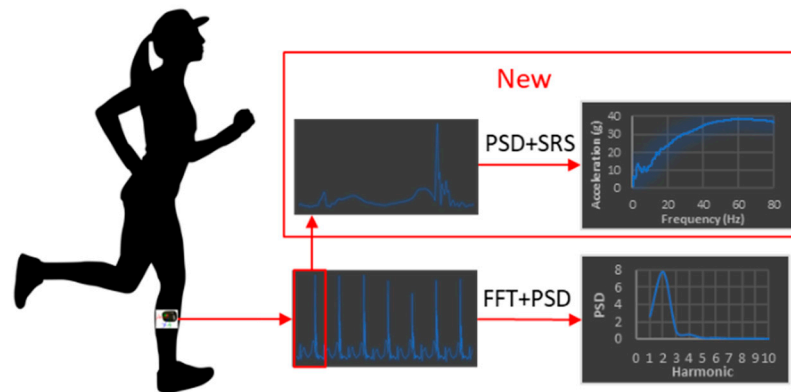 New
PSD+SRS
Acceleration (g)
40
30
20
10
0
0 20 40 60 80
Frequency (Hz)
FFT+PSD
PSD
8
6
4
2
0
0 1 2 3 4 5 6 7 8 9 10
Harmonic